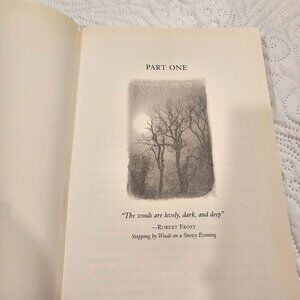 PART ONE
"The woods are lovely, dark, and deep"
—ROBERT FROST
Stopping by Woods on a Snowy Evening